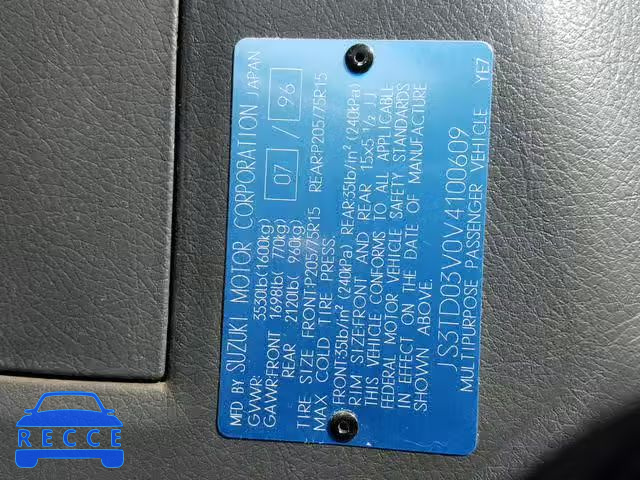 MFD BY SUZUKI MOTOR CORPORATION JAPAN
GVWR: 3530lb(1600kg) 07 / 96
GAWR:FRONT 1698lb( 770kg)
REAR 2120lb( 960kg)
TIRE SIZE FRONT:P205/75R15 REAR:P205/75R15
MAX COLD TIRE PRESS.
FRONT:35lb/in² (240kPa) REAR:35lb/in² (240kPa)
RIM SIZE:FRONT AND REAR 15x5 1/2 JJ
THIS VEHICLE CONFORMS TO ALL APPLICABLE
FEDERAL MOTOR VEHICLE SAFETY STANDARDS
IN EFFECT ON THE DATE OF MANUFACTURE
SHOWN ABOVE.
JS3TD03V0V4100609
MULTIPURPOSE PASSENGER VEHICLE YE7
RECCE